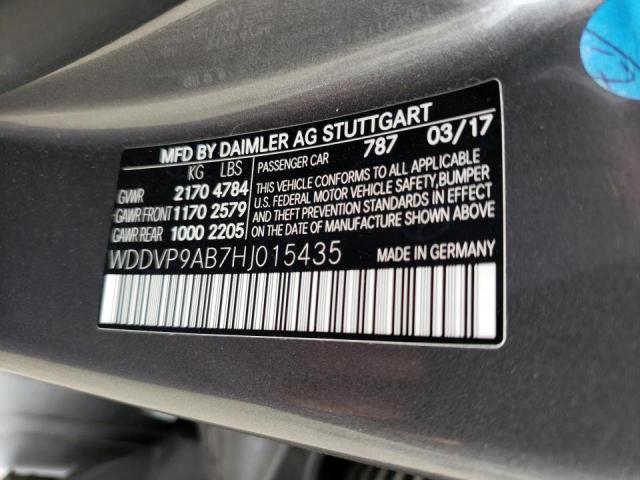 MFD BY DAIMLER AG STUTTGART
KG LBS
PASSENGER CAR 787 03/17
GVWR 2170 4784
GAWR FRONT 1170 2579
GAWR REAR 1000 2205
THIS VEHICLE CONFORMS TO ALL APPLICABLE
U.S. FEDERAL MOTOR VEHICLE SAFETY, BUMPER
AND THEFT PREVENTION STANDARDS IN EFFECT
ON THE DATE OF MANUFACTURE SHOWN ABOVE
WDDVP9AB7HJ015435
MADE IN GERMANY